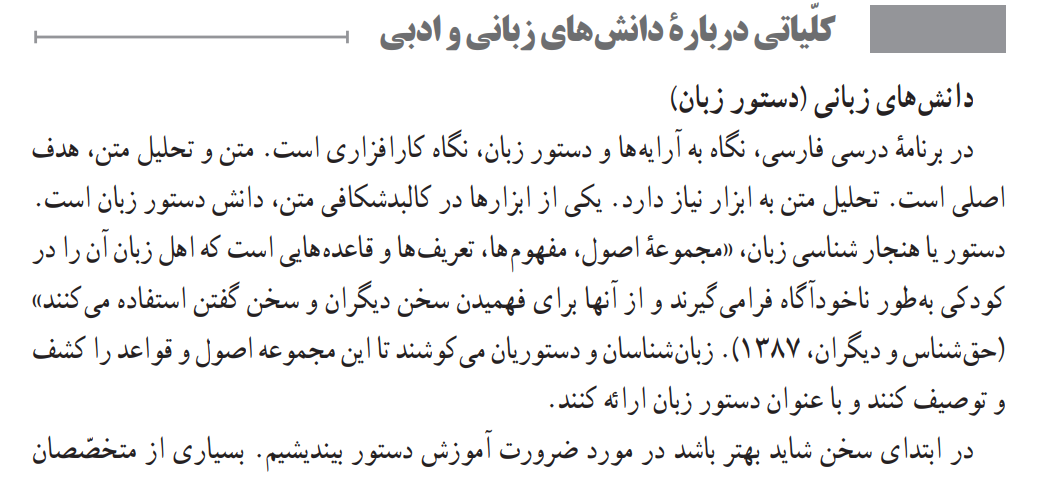 کلّیاتی دربارهٔ دانش‌های زبانی و ادبی
دانش‌های زبانی (دستور زبان)
در برنامهٔ درسی فارسی، نگاه به آرایه‌ها و دستور زبان، نگاه کارافزاری است. متن و تحلیل متن، هدف
اصلی است. تحلیل متن به ابزار نیاز دارد. یکی از ابزارها در کالبدشکافی متن، دانش دستور زبان است.
دستور یا هنجار شناسی زبان، «مجموعهٔ اصول، مفهوم‌ها، تعریف‌ها و قاعده‌هایی است که اهل زبان آن را در
کودکی به‌طور ناخودآگاه فرامی‌گیرند و از آنها برای فهمیدن سخن دیگران و سخن گفتن استفاده می‌کنند»
(حق‌شناس و دیگران، ۱۳۸۷). زبان‌شناسان و دستوریان می‌کوشند تا این مجموعه اصول و قواعد را کشف
و توصیف کنند و با عنوان دستور زبان ارائه کنند.
در ابتدای سخن شاید بهتر باشد در مورد ضرورت آموزش دستور بیندیشیم. بسیاری از متخصّصان